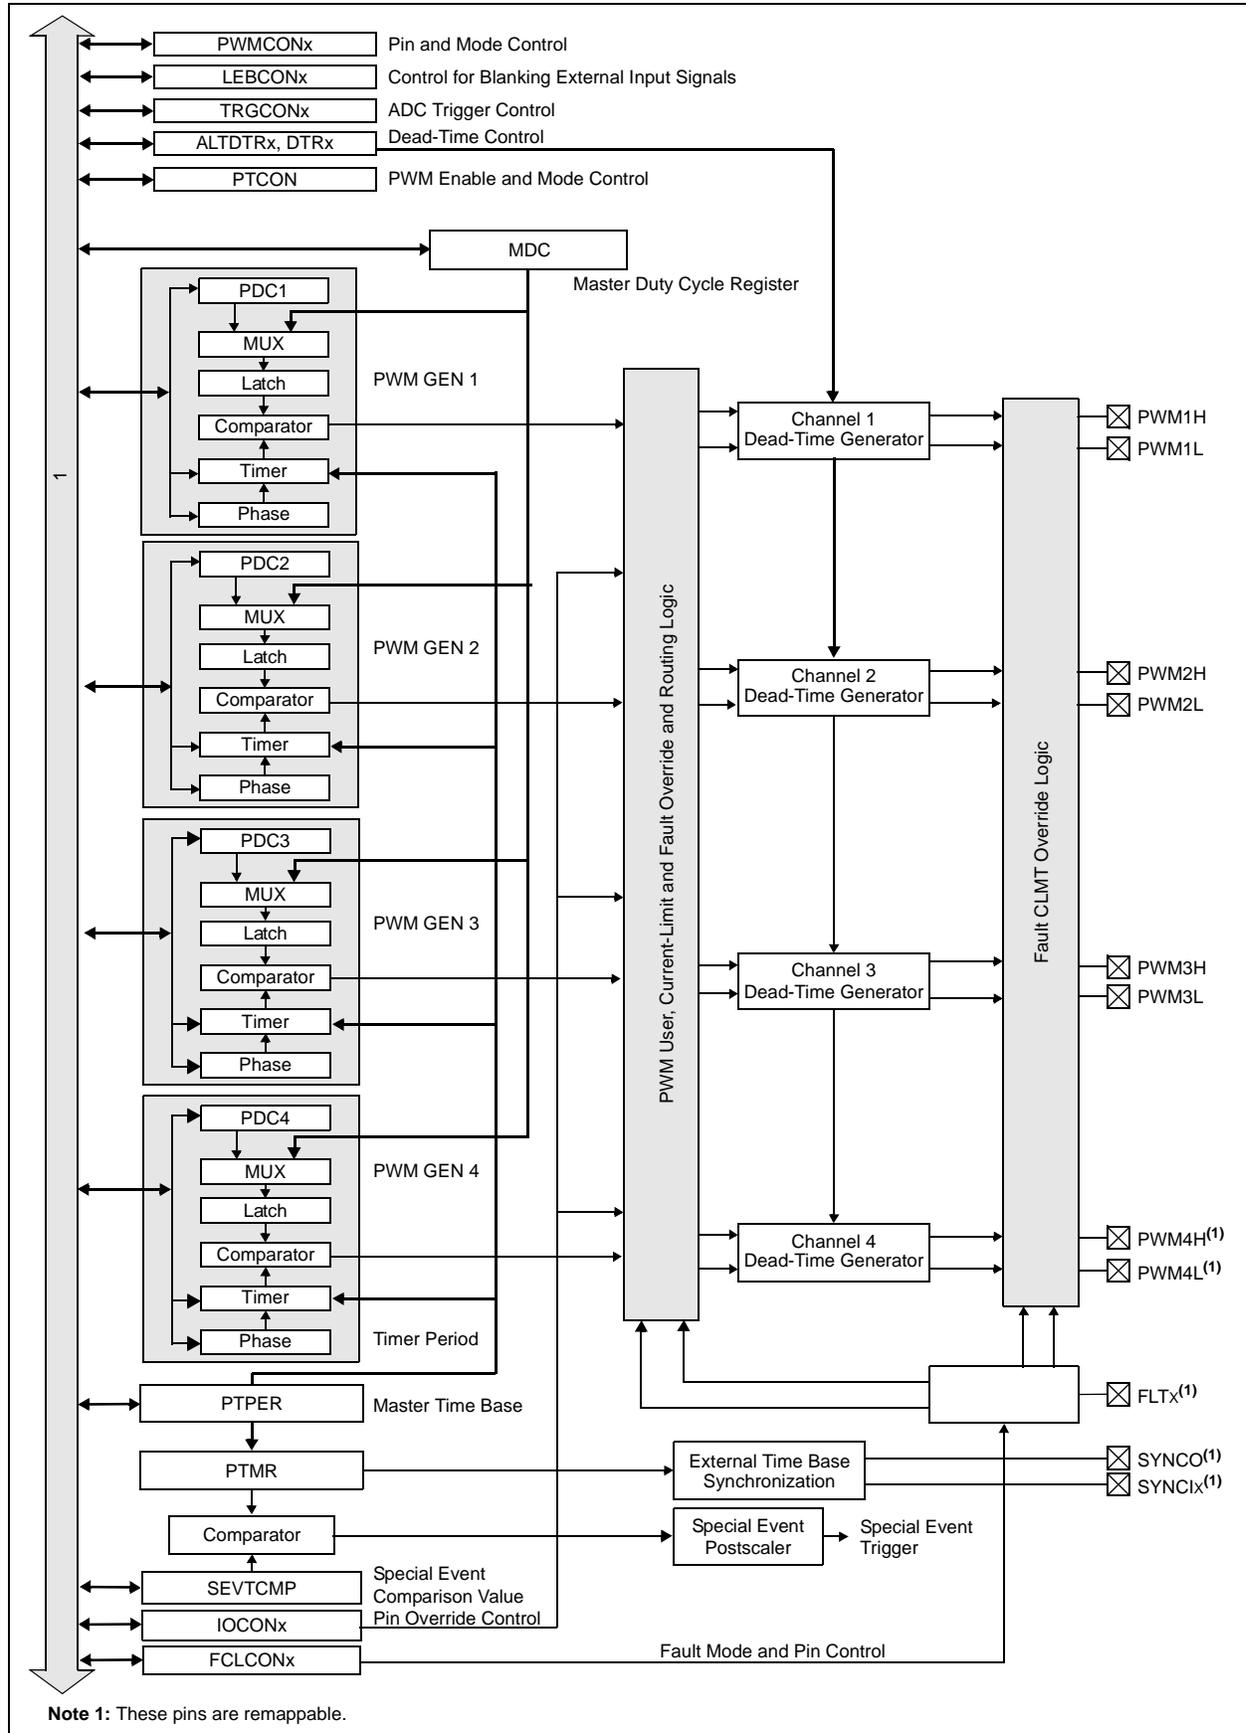 PWMCONx
Pin and Mode Control
LEBCONx
Control for Blanking External Input Signals
TRGCONx
ADC Trigger Control
ALTDTRx, DTRx
Dead-Time Control
PTCON
PWM Enable and Mode Control
MDC
Master Duty Cycle Register
1
PDC1
MUX
Latch
Comparator
Timer
Phase
PWM GEN 1
PDC2
MUX
Latch
Comparator
Timer
Phase
PWM GEN 2
PDC3
MUX
Latch
Comparator
Timer
Phase
PWM GEN 3
PDC4
MUX
Latch
Comparator
Timer
Phase
PWM GEN 4
Timer Period
PWM User, Current-Limit and Fault Override and Routing Logic
Channel 1
Dead-Time Generator
Channel 2
Dead-Time Generator
Channel 3
Dead-Time Generator
Channel 4
Dead-Time Generator
Fault CLMT Override Logic
PWM1H
PWM1L
PWM2H
PWM2L
PWM3H
PWM3L
PWM4H(1)
PWM4L(1)
FLTX(1)
SYNCO(1)
SYNCIX(1)
PTPER
Master Time Base
PTMR
External Time Base
Synchronization
Comparator
Special Event
Postscaler
Special Event
Trigger
SEVTCMP
Special Event
Comparison Value
IOCONx
Pin Override Control
FCLCONx
Fault Mode and Pin Control
Note 1: These pins are remappable.